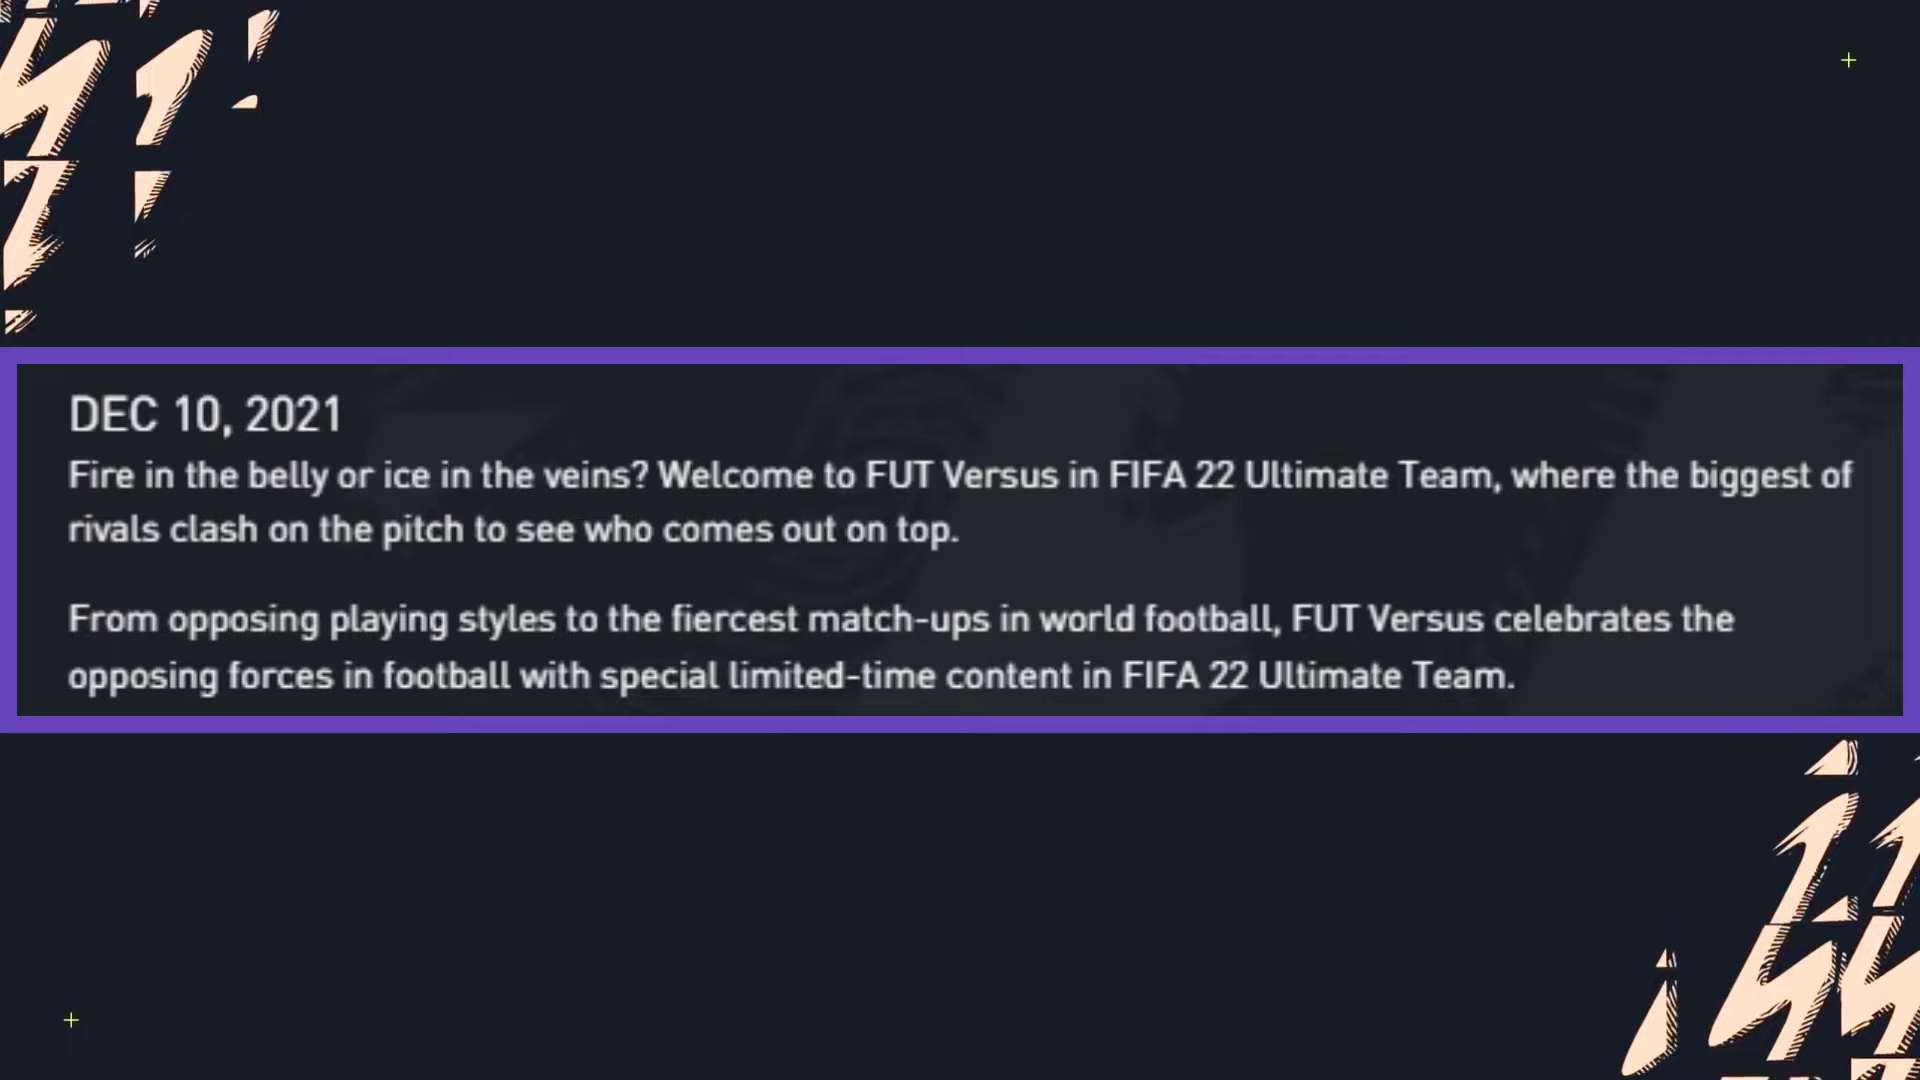 DEC 10, 2021
Fire in the belly or ice in the veins? Welcome to FUT Versus in FIFA 22 Ultimate Team, where the biggest of
rivals clash on the pitch to see who comes out on top.
From opposing playing styles to the fiercest match-ups in world football, FUT Versus celebrates the
opposing forces in football with special limited-time content in FIFA 22 Ultimate Team.